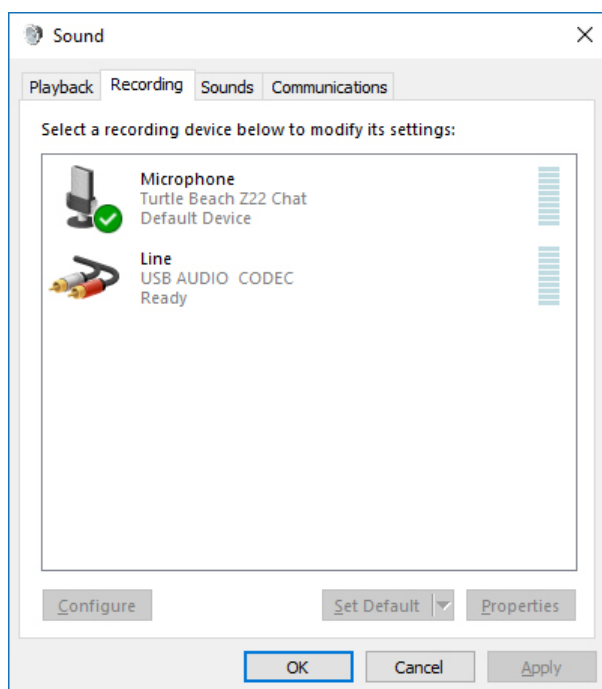 Sound
Playback Recording Sounds Communications
Select a recording device below to modify its settings:
Microphone
Turtle Beach Z22 Chat
Default Device
Line
USB AUDIO  CODEC
Ready
Configure Set Default Properties
OK Cancel Apply